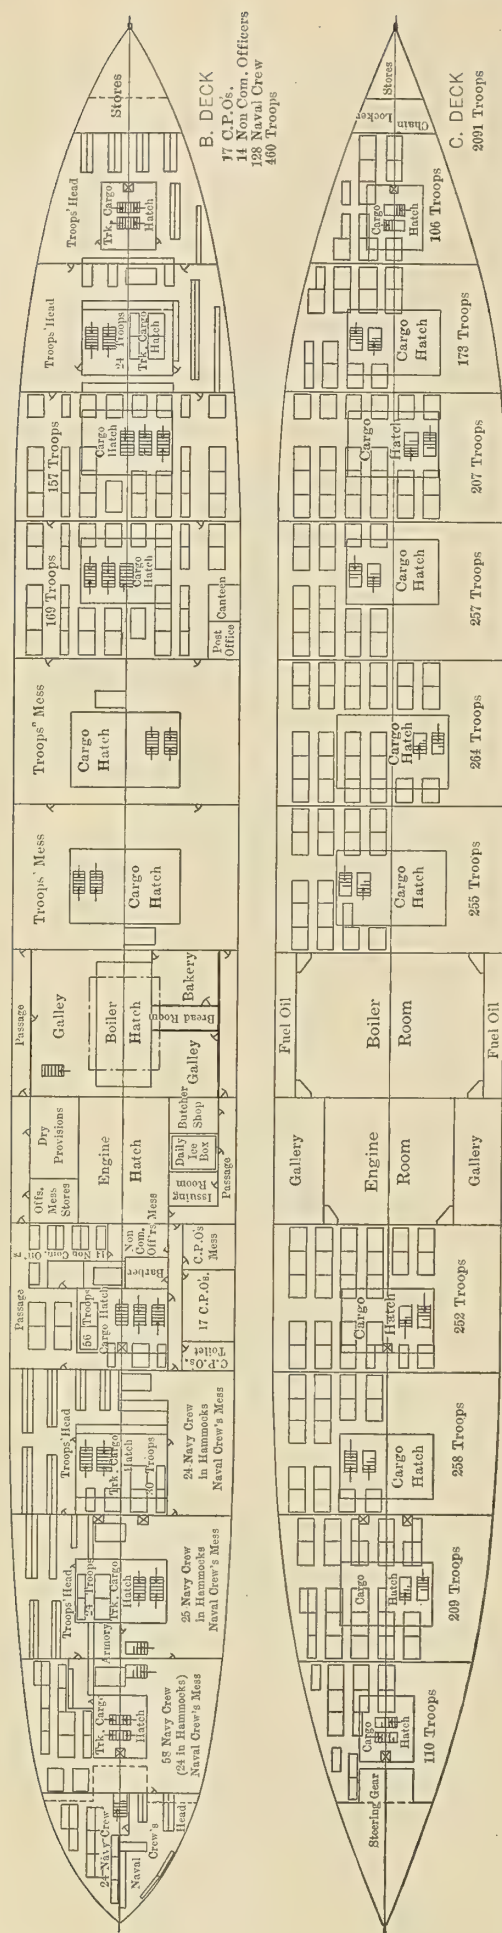 Stores
B. DECK
17 C.P.O's.
14 Non Com. Officers
128 Naval Crew
460 Troops
Troops' Head
Trk. Cargo
Hatch
Troops' Head
24 Troops
Trk. Cargo
Hatch
157 Troops
Cargo
Hatch
169 Troops
Cargo
Hatch
Canteen
Post
Office
Troops" Mess
Cargo
Hatch
Troops' Mess
Cargo
Hatch
Passage
Galley
Boiler
Hatch
Bakery
Bread Room
Galley
Dry
Provisions
Offs.
Mess
Stores
Engine
Hatch
Butcher
Shop
Daily
Ice
Box
Issuing
Room
Passage
Passage
14 Non Com. Off'rs
Non
Com.
Off'rs Mess
Barber
C.P.O's
Mess
17 C.P.O's.
C.P.O's.
Toilet
56 Troops
Cargo Hatch
Troops' Head
Trk. Cargo
Hatch
30 Troops
24 Navy Crew
In Hammocks
Naval Crew's Mess
Troops' Head
24 Troops
Trk. Cargo
Hatch
25 Navy Crew
In Hammocks
Naval Crew's Mess
Armory
Trk. Cargo
Hatch
58 Navy Crew
(24 in Hammocks)
Naval Crew's Mess
24 Navy Crew
Naval
Crew's
Head
Stores
Chain
Locker
C. DECK
2091 Troops
Cargo
Hatch
106 Troops
Cargo
Hatch
173 Troops
Cargo
Hatch
207 Troops
Cargo
Hatch
257 Troops
Cargo
Hatch
264 Troops
Cargo
Hatch
255 Troops
Fuel Oil
Boiler
Room
Fuel Oil
Gallery
Engine
Room
Gallery
Cargo
Hatch
252 Troops
Cargo
Hatch
258 Troops
Cargo
Hatch
209 Troops
Cargo
Hatch
110 Troops
Steering Gear